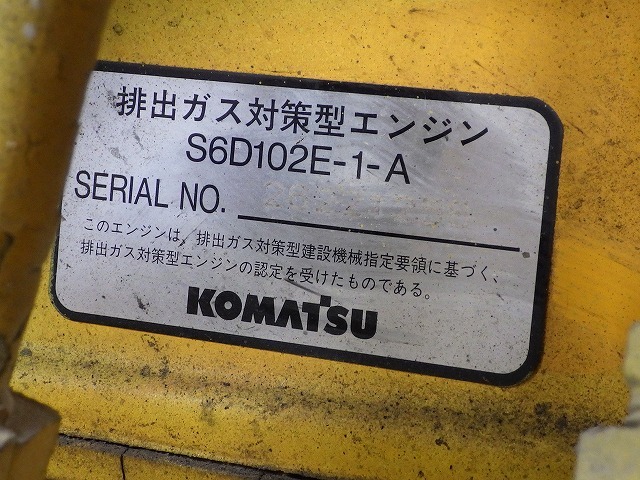 排出ガス対策型エンジン
S6D102E-1-A
SERIAL NO.
このエンジンは、排出ガス対策型建設機械指定要領に基づく、
排出ガス対策型エンジンの認定を受けたものである。
KOMATSU